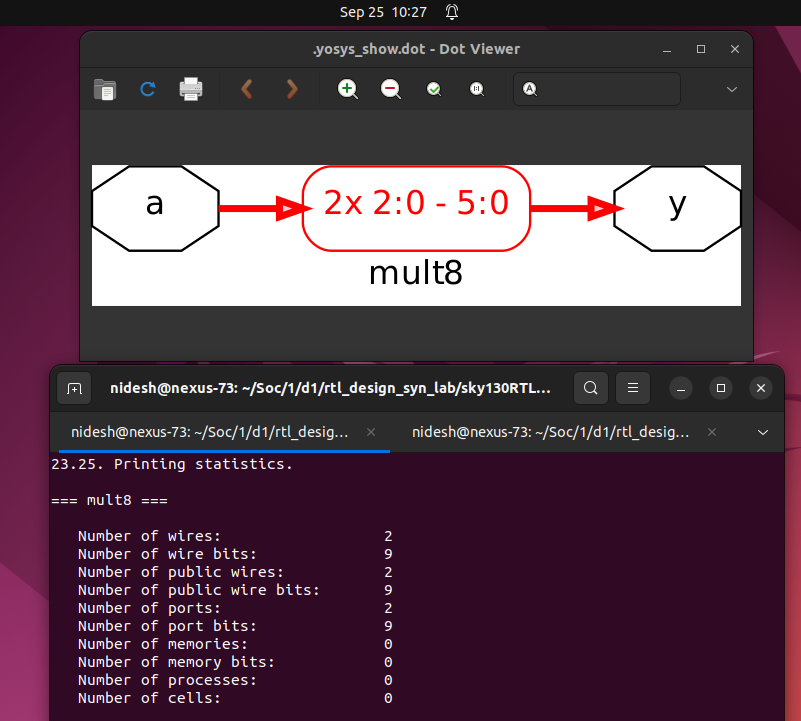 Sep 25 10:27
.yosys_show.dot - Dot Viewer
a
2x 2:0 - 5:0
y
mult8
nidesh@nexus-73: ~/Soc/1/d1/rtl_design_syn_lab/sky130RTL...
nidesh@nexus-73: ~/Soc/1/d1/rtl_desig...
nidesh@nexus-73: ~/Soc/1/d1/rtl_desig...
23.25. Printing statistics.
=== mult8 ===
Number of wires: 2
Number of wire bits: 9
Number of public wires: 2
Number of public wire bits: 9
Number of ports: 2
Number of port bits: 9
Number of memories: 0
Number of memory bits: 0
Number of processes: 0
Number of cells: 0